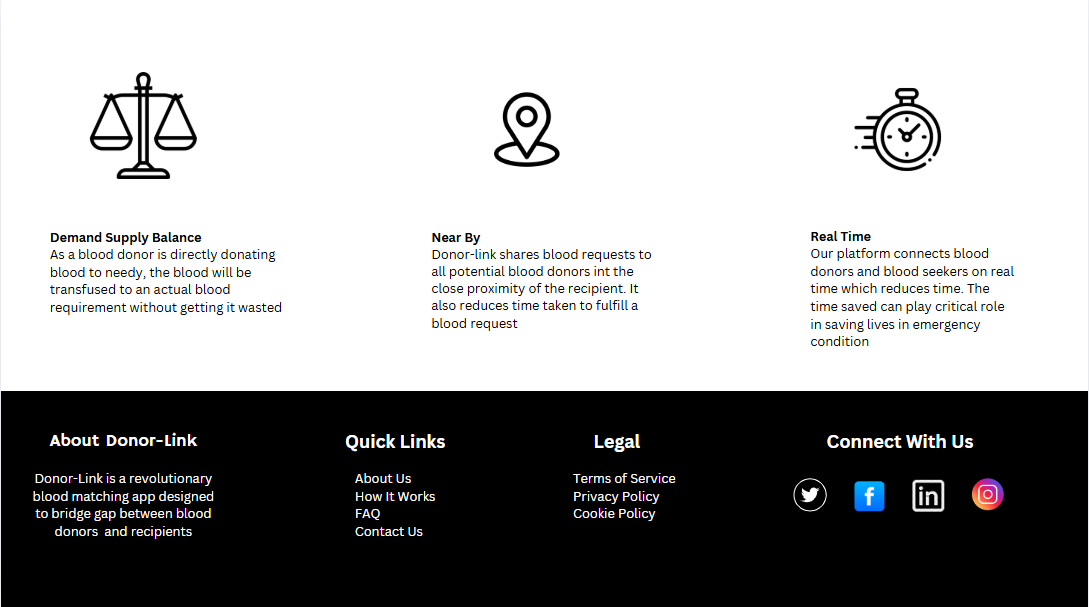 Demand Supply Balance
As a blood donor is directly donating
blood to needy, the blood will be
transfused to an actual blood
requirement without getting it wasted
Near By
Donor-link shares blood requests to
all potential blood donors int the
close proximity of the recipient. It
also reduces time taken to fulfill a
blood request
Real Time
Our platform connects blood
donors and blood seekers on real
time which reduces time. The
time saved can play critical role
in saving lives in emergency
condition
About Donor-Link
Donor-Link is a revolutionary
blood matching app designed
to bridge gap between blood
donors and recipients
Quick Links
About Us
How It Works
FAQ
Contact Us
Legal
Terms of Service
Privacy Policy
Cookie Policy
Connect With Us
f
in